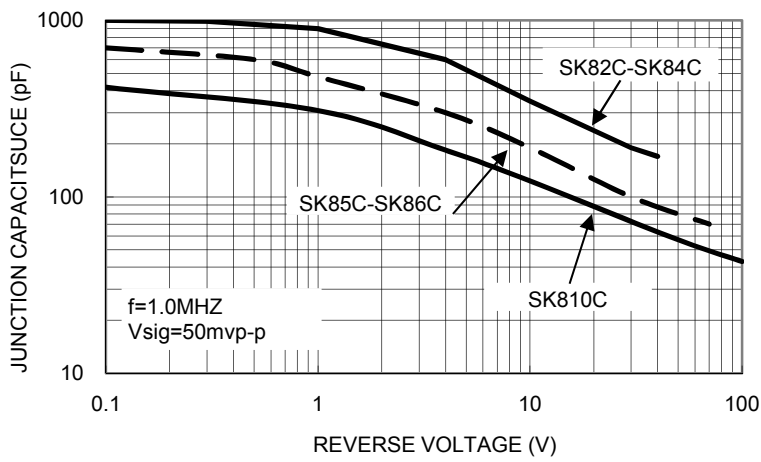 1000
SK82C-SK84C
JUNCTION CAPACITSUCE (pF)
100
SK85C-SK86C
SK810C
f=1.0MHZ
Vsig=50mvp-p
10
0.1
1
10
100
REVERSE VOLTAGE (V)